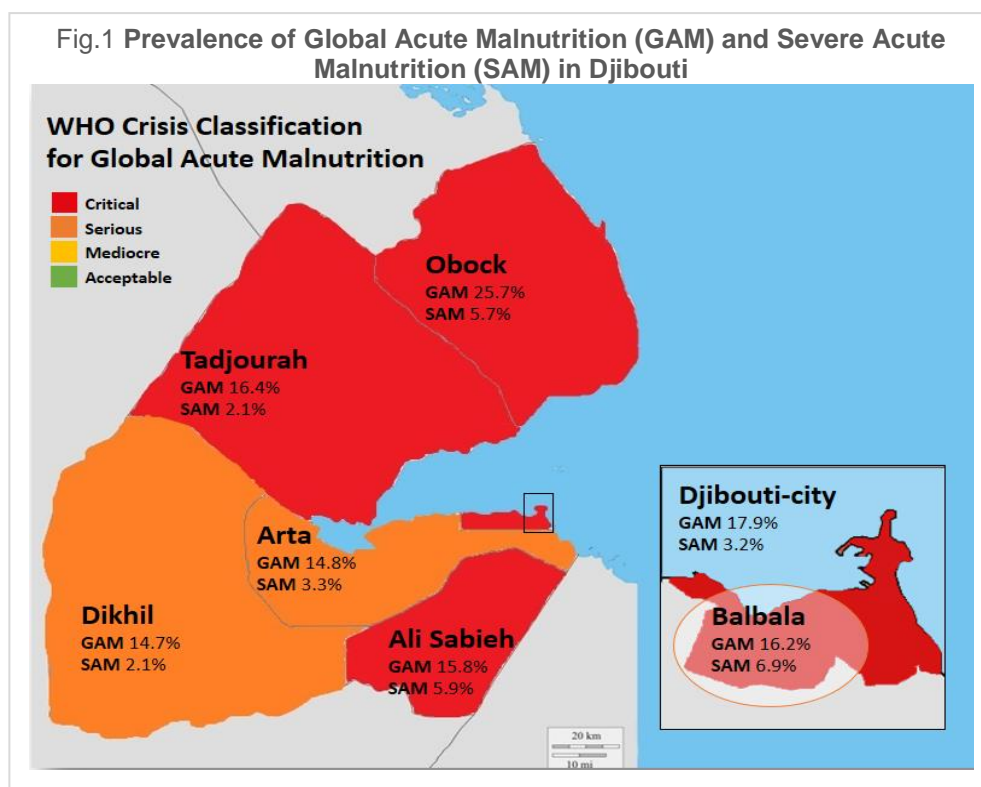 Fig.1 Prevalence of Global Acute Malnutrition (GAM) and Severe Acute
Malnutrition (SAM) in Djibouti
WHO Crisis Classification
for Global Acute Malnutrition
Critical
Serious
Mediocre
Acceptable
Obock
GAM 25.7%
SAM 5.7%
Tadjourah
GAM 16.4%
SAM 2.1%
Arta
GAM 14.8%
SAM 3.3%
Dikhil
GAM 14.7%
SAM 2.1%
Ali Sabieh
GAM 15.8%
SAM 5.9%
Djibouti-city
GAM 17.9%
SAM 3.2%
Balbala
GAM 16.2%
SAM 6.9%
20 km
10 mi